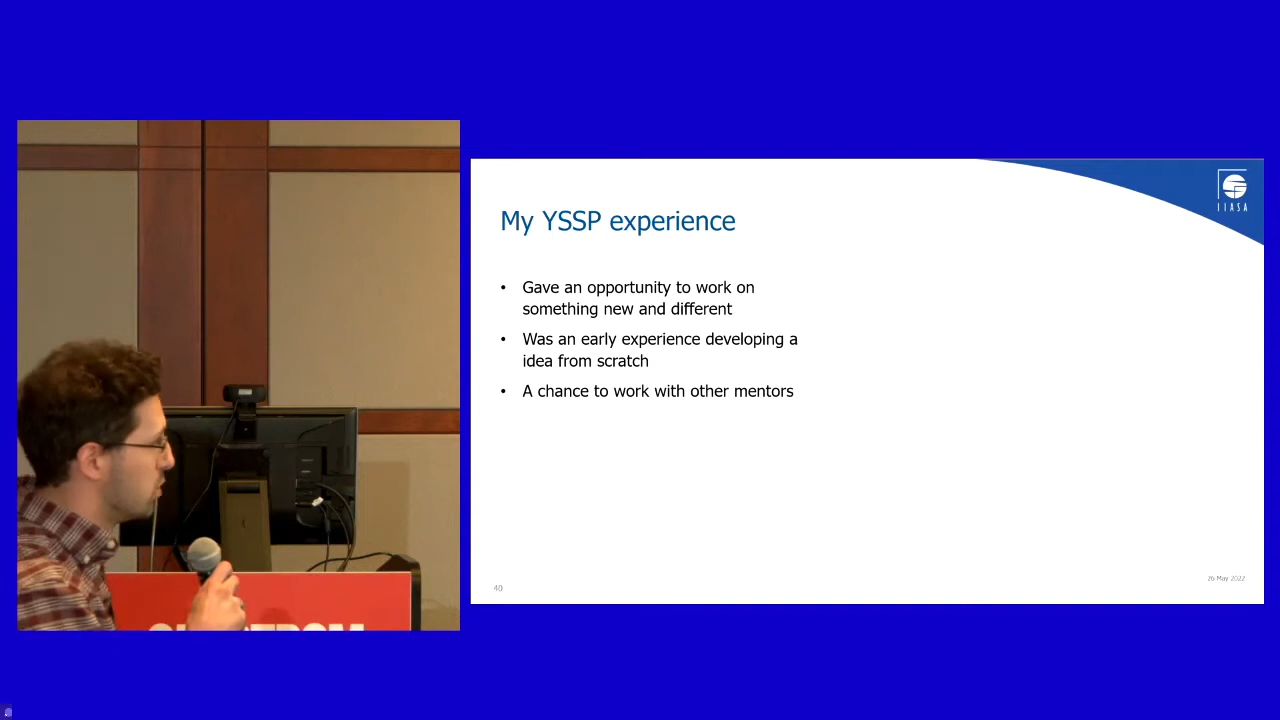 My YSSP experience
• Gave an opportunity to work on
something new and different
• Was an early experience developing a
idea from scratch
• A chance to work with other mentors
IIASA
40
26 May 2022